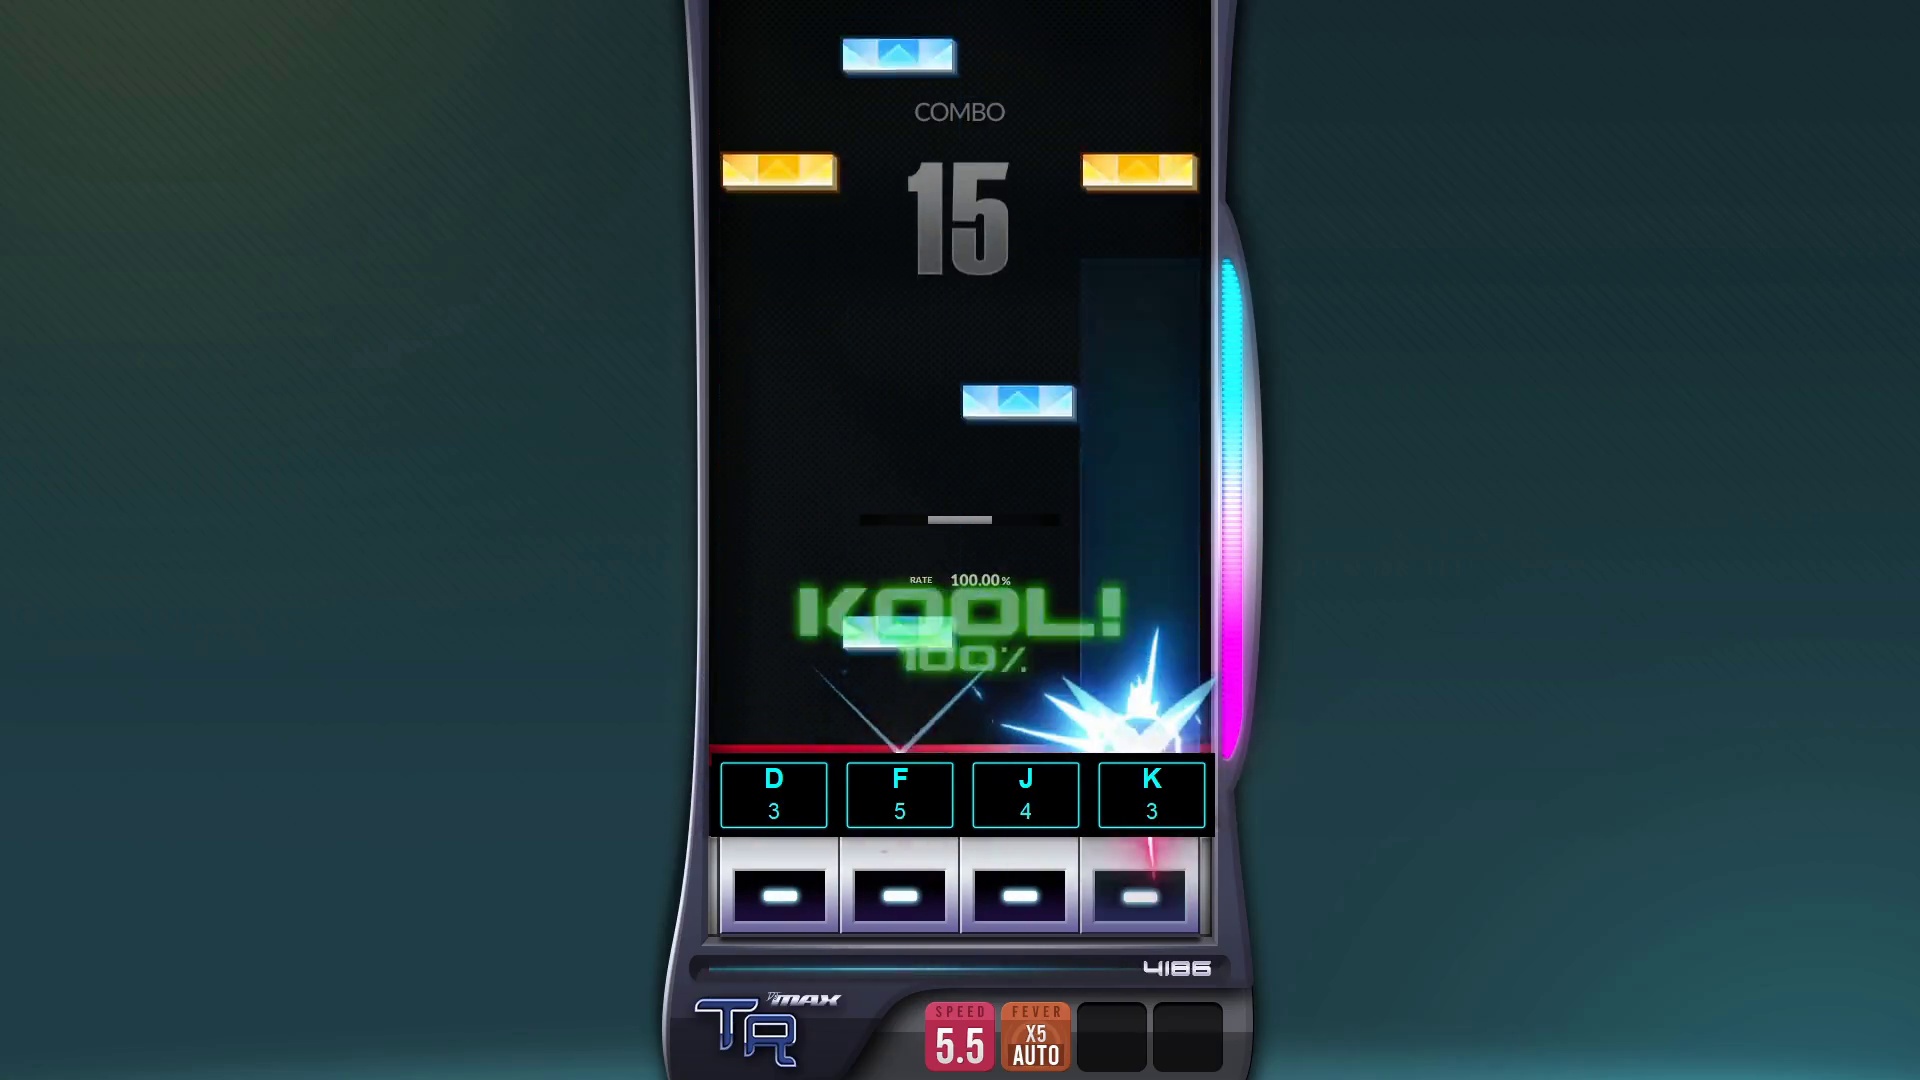 COMBO
15
RATE 100.00%
KOOL!
100%
D F J K
3 5 4 3
4186
MAX
TR
SPEED FEVER
5.5 X5
AUTO